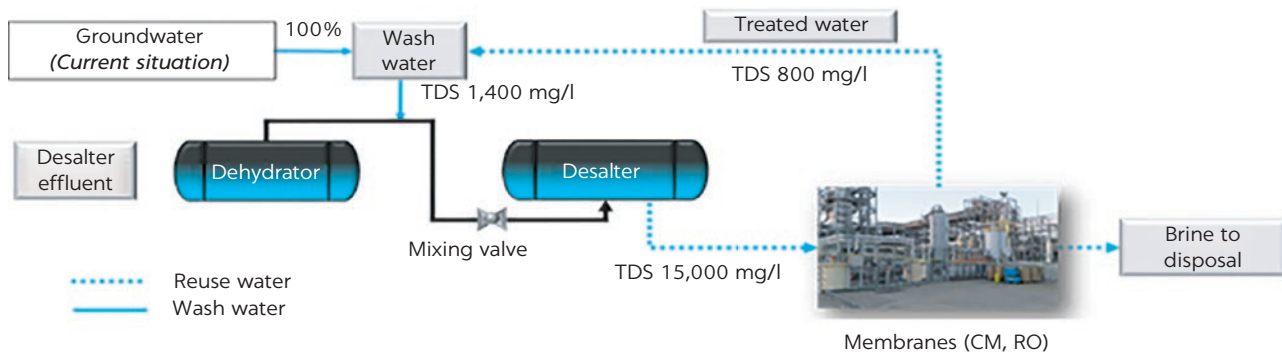 Groundwater
(Current situation)
100%
Wash
water
Treated water
TDS 800 mg/l
TDS 1,400 mg/l
Desalter
effluent
Dehydrator
Desalter
Mixing valve
TDS 15,000 mg/l
Brine to
disposal
Reuse water
Wash water
Membranes (CM, RO)